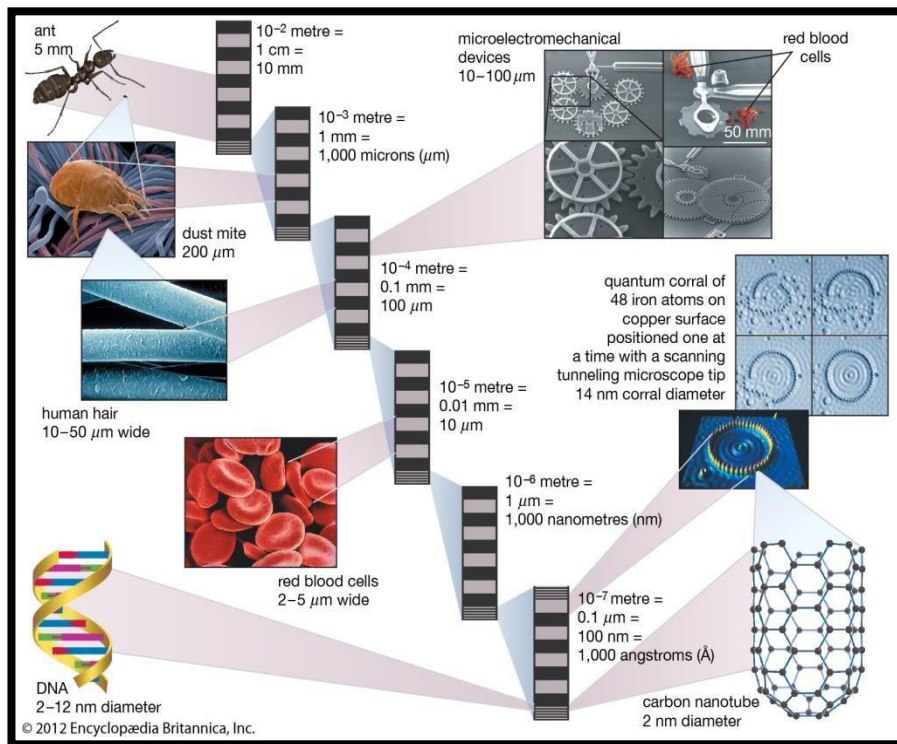 ant
5 mm
10⁻² metre =
1 cm =
10 mm
microelectromechanical
devices
10–100 μm
red blood
cells
50 mm
10⁻³ metre =
1 mm =
1,000 microns (μm)
dust mite
200 μm
10⁻⁴ metre =
0.1 mm =
100 μm
quantum corral of
48 iron atoms on
copper surface
positioned one at
a time with a scanning
tunneling microscope tip
14 nm corral diameter
human hair
10–50 μm wide
10⁻⁵ metre =
0.01 mm =
10 μm
10⁻⁶ metre =
1 μm =
1,000 nanometres (nm)
red blood cells
2–5 μm wide
10⁻⁷ metre =
0.1 μm =
100 nm =
1,000 angstroms (Å)
DNA
2–12 nm diameter
carbon nanotube
2 nm diameter
© 2012 Encyclopædia Britannica, Inc.